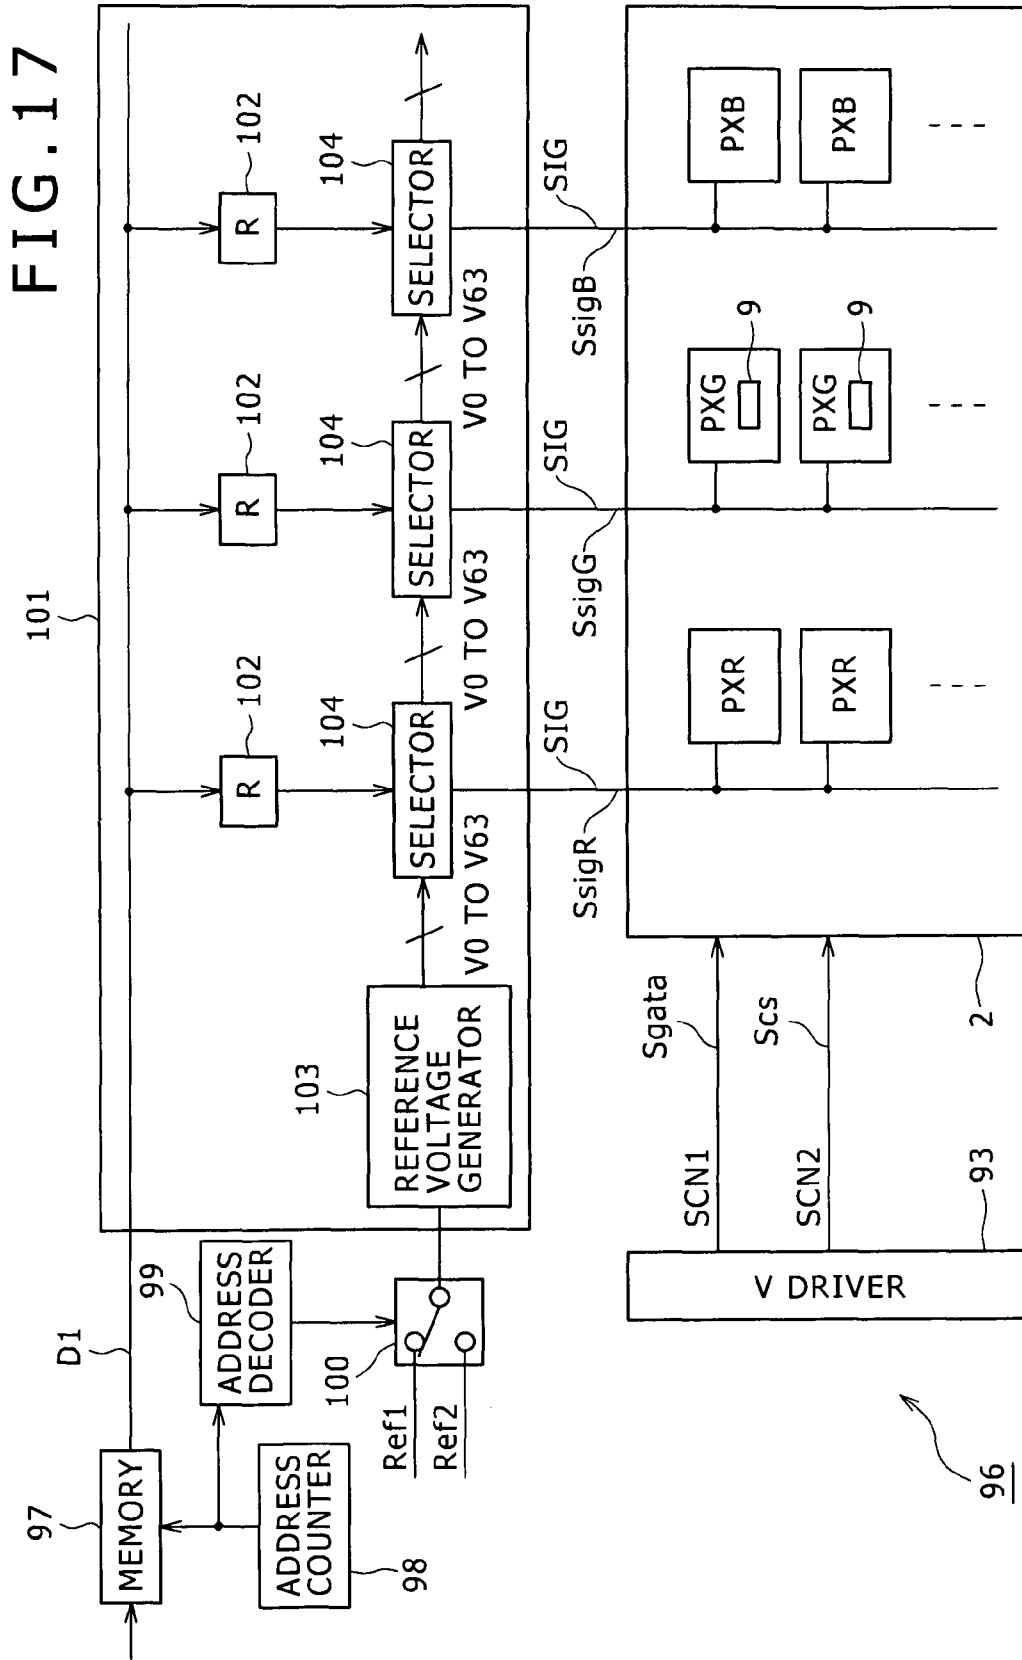 FIG.17
101
97
MEMORY
D1
ADDRESS
COUNTER
98
99
ADDRESS
DECODER
100
Ref1
Ref2
103
REFERENCE
VOLTAGE
GENERATOR
R
102
R
102
R
102
SELECTOR
104
SELECTOR
104
SELECTOR
104
V0 TO V63
V0 TO V63
V0 TO V63
SsigR
SIG
SsigG
SIG
SsigB
SIG
96
V DRIVER
93
SCN1
Sgata
SCN2
Scs
2
PXR
PXG
9
PXB
PXR
PXG
9
PXB